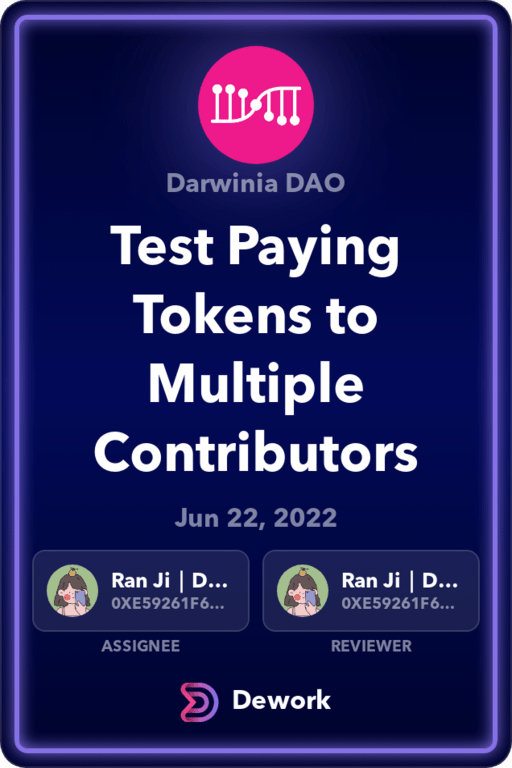 Darwinia DAO
Test Paying
Tokens to
Multiple
Contributors
Jun 22, 2022
Ran Ji | D...
0XE59261F6...
ASSIGNEE
Ran Ji | D...
0XE59261F6...
REVIEWER
Dework